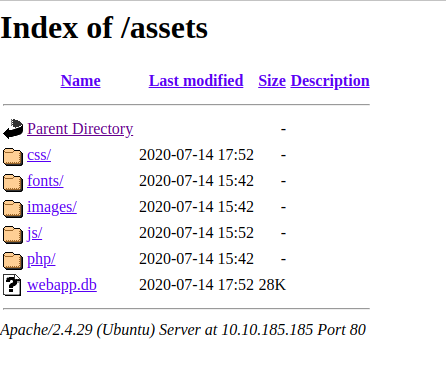 Index of /assets
Name Last modified Size Description
Parent Directory -
css/ 2020-07-14 17:52 -
fonts/ 2020-07-14 15:42 -
images/ 2020-07-14 15:42 -
js/ 2020-07-14 15:52 -
php/ 2020-07-14 15:42 -
webapp.db 2020-07-14 17:52 28K
Apache/2.4.29 (Ubuntu) Server at 10.10.185.185 Port 80